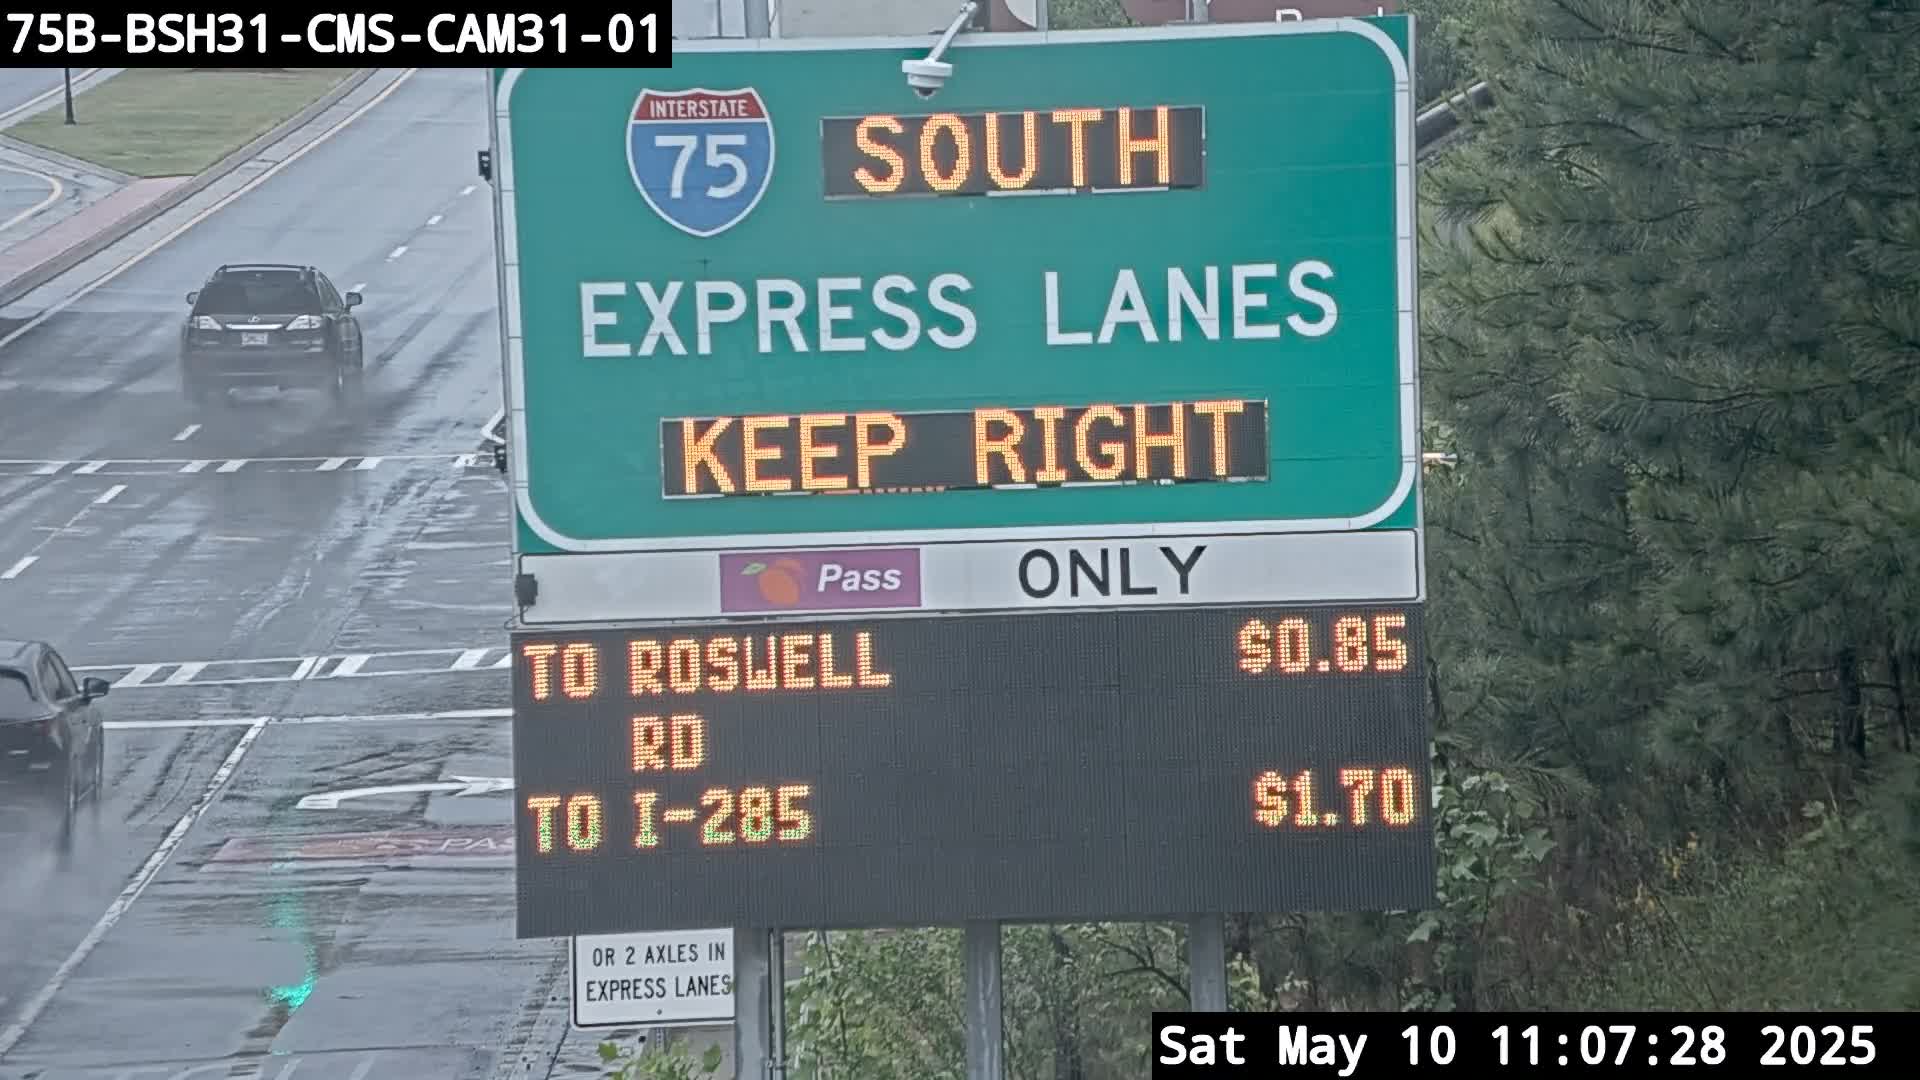 75B-BSH31-CMS-CAM31-01
INTERSTATE
75
SOUTH
EXPRESS LANES
KEEP RIGHT
Pass
ONLY
TO ROSWELL $0.85
RD
TO I-285 $1.70
OR 2 AXLES IN
EXPRESS LANES
Sat May 10 11:07:28 2025